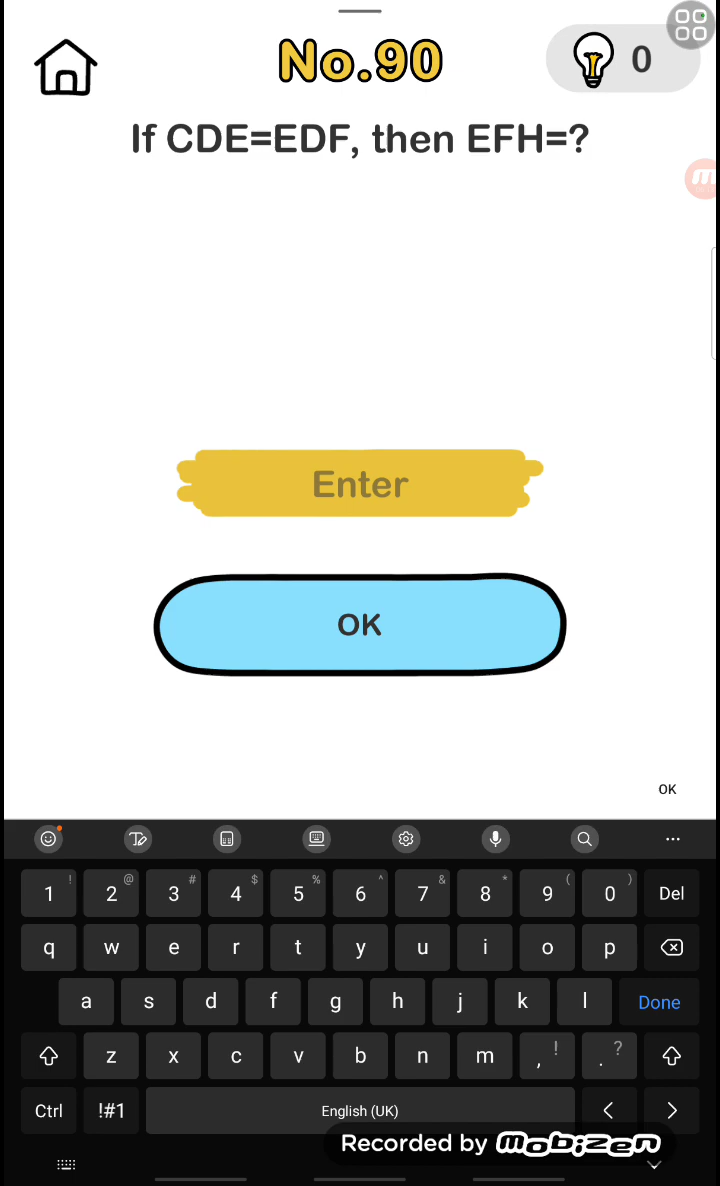 No.90
0
If CDE=EDF, then EFH=?
Enter
OK
OK
1 ! 2 @ 3 # 4 $ 5 % 6 ^ 7 & 8 * 9 ( 0 ) Del
q w e r t y u i o p
a s d f g h j k l Done
z x c v b n m , ! . ?
Ctrl !#1 English (UK) < >
Recorded by mobizen